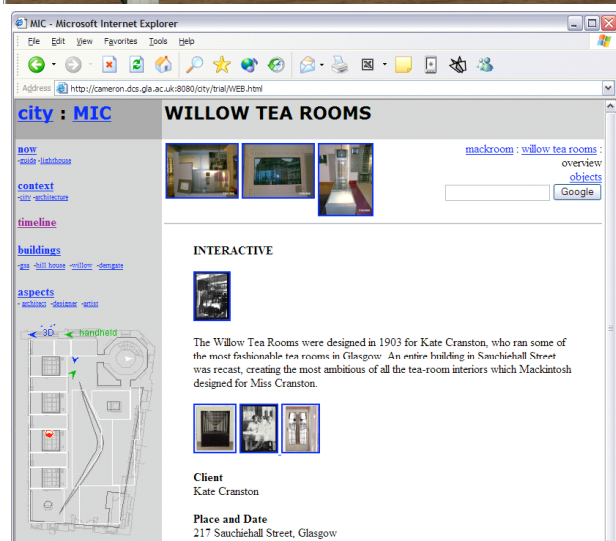 MIC - Microsoft Internet Explorer
File Edit View Favorites Tools Help
Address http://cameron.dcs.gla.ac.uk:8080/city/trial/WEB.html
city : MIC
WILLOW TEA ROOMS
now
-guide -lighthouse
context
-city -architecture
timeline
buildings
-gsa -hill house -willow -derngate
aspects
- architect -designer -artist
3D handheld
mackroom : willow tea rooms :
overview
objects
Google
INTERACTIVE
The Willow Tea Rooms were designed in 1903 for Kate Cranston, who ran some of
the most fashionable tea rooms in Glasgow. An entire building in Sauchiehall Street
was recast, creating the most ambitious of all the tea-room interiors which Mackintosh
designed for Miss Cranston.
Client
Kate Cranston
Place and Date
217 Sauchiehall Street, Glasgow